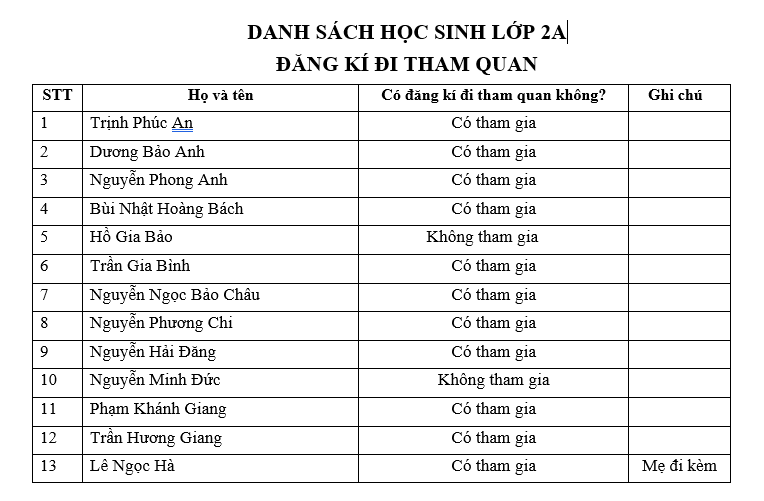 DANH SÁCH HỌC SINH LỚP 2A
ĐĂNG KÍ ĐI THAM QUAN
STT Họ và tên Có đăng kí đi tham quan không? Ghi chú
1 Trịnh Phúc An Có tham gia
2 Dương Bảo Anh Có tham gia
3 Nguyễn Phong Anh Có tham gia
4 Bùi Nhật Hoàng Bách Có tham gia
5 Hồ Gia Bảo Không tham gia
6 Trần Gia Bình Có tham gia
7 Nguyễn Ngọc Bảo Châu Có tham gia
8 Nguyễn Phương Chi Có tham gia
9 Nguyễn Hải Đăng Có tham gia
10 Nguyễn Minh Đức Không tham gia
11 Phạm Khánh Giang Có tham gia
12 Trần Hương Giang Có tham gia
13 Lê Ngọc Hà Có tham gia Mẹ đi kèm